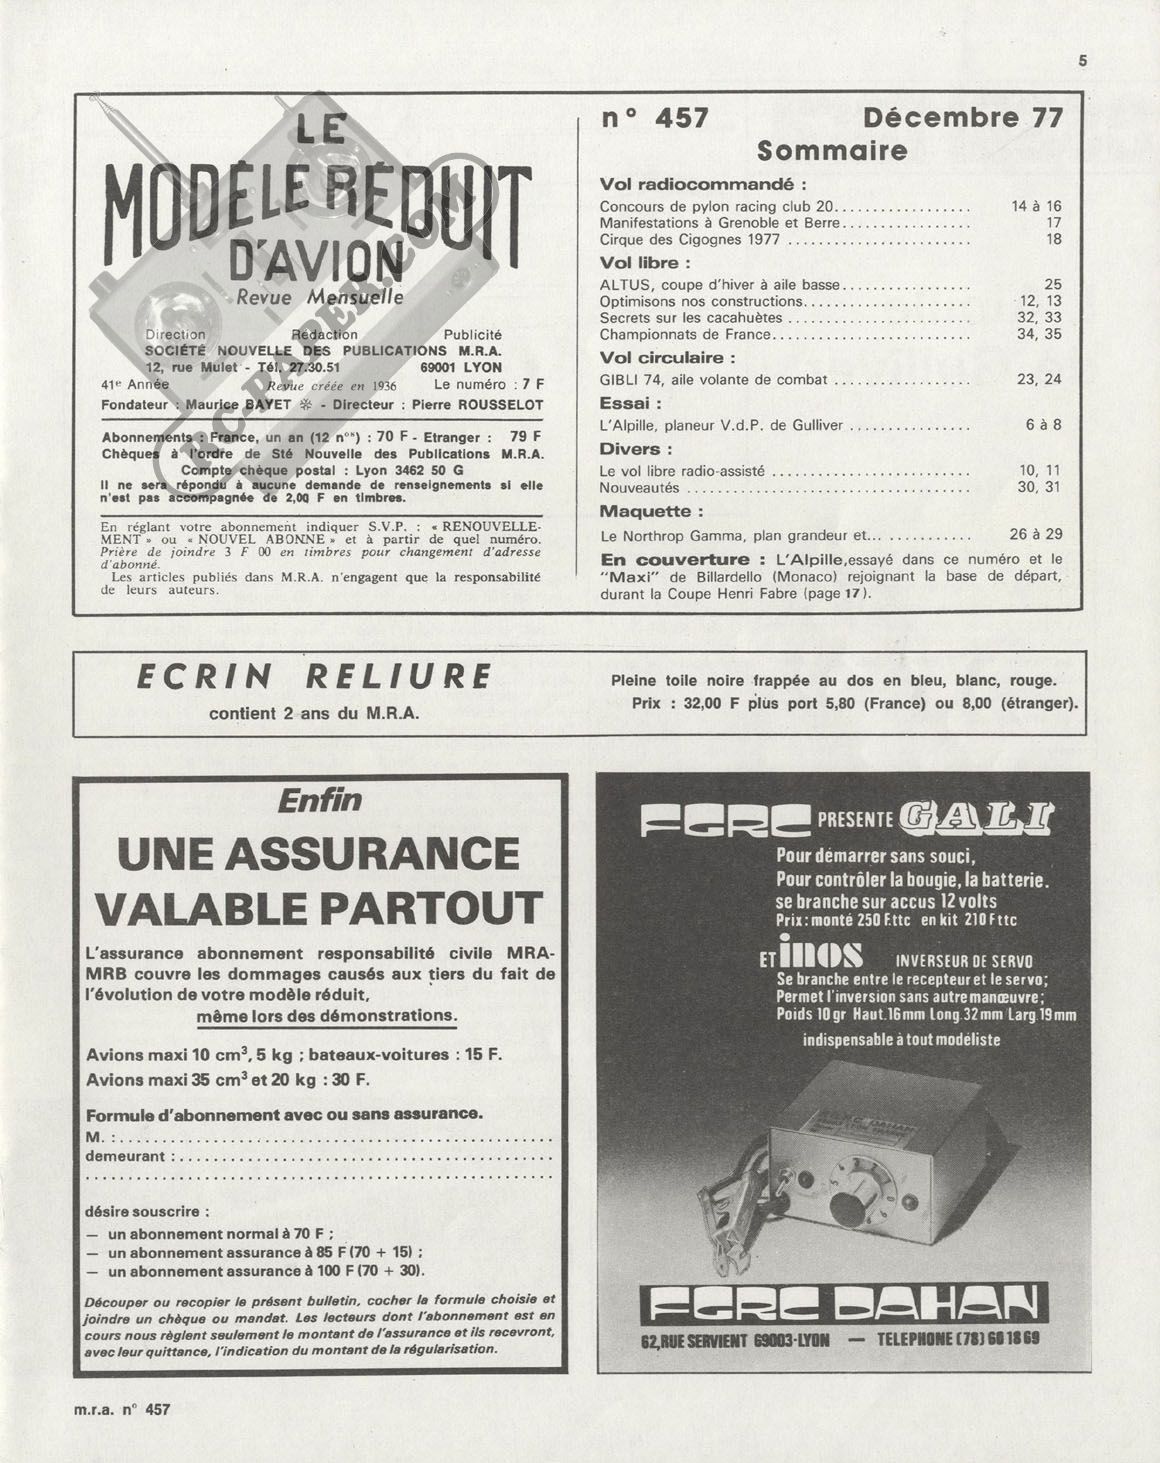 5
LE
MODÈLE RÉDUIT
D'AVION
Revue Mensuelle
RC-PAPER.COM
Direction Rédaction Publicité
SOCIÉTÉ NOUVELLE DES PUBLICATIONS M.R.A.
12, rue Mulet - Tél. 27.30.51 69001 LYON
41e Année Revue créée en 1936 Le numéro : 7 F
Fondateur : Maurice BAYET ✻ - Directeur : Pierre ROUSSELOT
Abonnements : France, un an (12 nos) : 70 F - Etranger : 79 F
Chèques à l'ordre de Sté Nouvelle des Publications M.R.A.
Compte chèque postal : Lyon 3462 50 G
Il ne sera répondu à aucune demande de renseignements si elle
n'est pas accompagnée de 2,00 F en timbres.
En réglant votre abonnement indiquer S.V.P. : « RENOUVELLE-
MENT » ou « NOUVEL ABONNE » et à partir de quel numéro.
Prière de joindre 3 F 00 en timbres pour changement d'adresse
d'abonné.
Les articles publiés dans M.R.A. n'engagent que la responsabilité
de leurs auteurs.
n° 457 Décembre 77
Sommaire
Vol radiocommandé :
Concours de pylon racing club 20.................. 14 à 16
Manifestations à Grenoble et Berre.................. 17
Cirque des Cigognes 1977 ........................ 18
Vol libre :
ALTUS, coupe d'hiver à aile basse.................. 25
Optimisons nos constructions...................... 12, 13
Secrets sur les cacahuètes ........................ 32, 33
Championnats de France.......................... 34, 35
Vol circulaire :
GIBLI 74, aile volante de combat .................. 23, 24
Essai :
L'Alpille, planeur V.d.P. de Gulliver ................ 6 à 8
Divers :
Le vol libre radio-assisté .......................... 10, 11
Nouveautés ...................................... 30, 31
Maquette :
Le Northrop Gamma, plan grandeur et... ............ 26 à 29
En couverture : L'Alpille,essayé dans ce numéro et le
"Maxi" de Billardello (Monaco) rejoignant la base de départ,
durant la Coupe Henri Fabre (page 17).
ECRIN RELIURE
contient 2 ans du M.R.A.
Pleine toile noire frappée au dos en bleu, blanc, rouge.
Prix : 32,00 F plus port 5,80 (France) ou 8,00 (étranger).
Enfin
UNE ASSURANCE
VALABLE PARTOUT
L'assurance abonnement responsabilité civile MRA-
MRB couvre les dommages causés aux tiers du fait de
l'évolution de votre modèle réduit,
même lors des démonstrations.
Avions maxi 10 cm³, 5 kg ; bateaux-voitures : 15 F.
Avions maxi 35 cm³ et 20 kg : 30 F.
Formule d'abonnement avec ou sans assurance.
M. :......................................................
demeurant :.............................................
..........................................................
désire souscrire :
— un abonnement normal à 70 F ;
— un abonnement assurance à 85 F (70 + 15) ;
— un abonnement assurance à 100 F (70 + 30).
Découper ou recopier le présent bulletin, cocher la formule choisie et
joindre un chèque ou mandat. Les lecteurs dont l'abonnement est en
cours nous règlent seulement le montant de l'assurance et ils recevront,
avec leur quittance, l'indication du montant de la régularisation.
FGRC PRESENTE GALI
Pour démarrer sans souci,
Pour contrôler la bougie, la batterie.
se branche sur accus 12 volts
Prix: monté 250 F.ttc en kit 210 F ttc
ET inos INVERSEUR DE SERVO
Se branche entre le recepteur et le servo;
Permet l'inversion sans autre manœuvre;
Poids 10 gr Haut.16mm Long.32mm Larg.19mm
indispensable à tout modéliste
FGRC DAHAN
62, RUE SERVIENT 69003-LYON — TELEPHONE (78) 60 18 69
m.r.a. n° 457